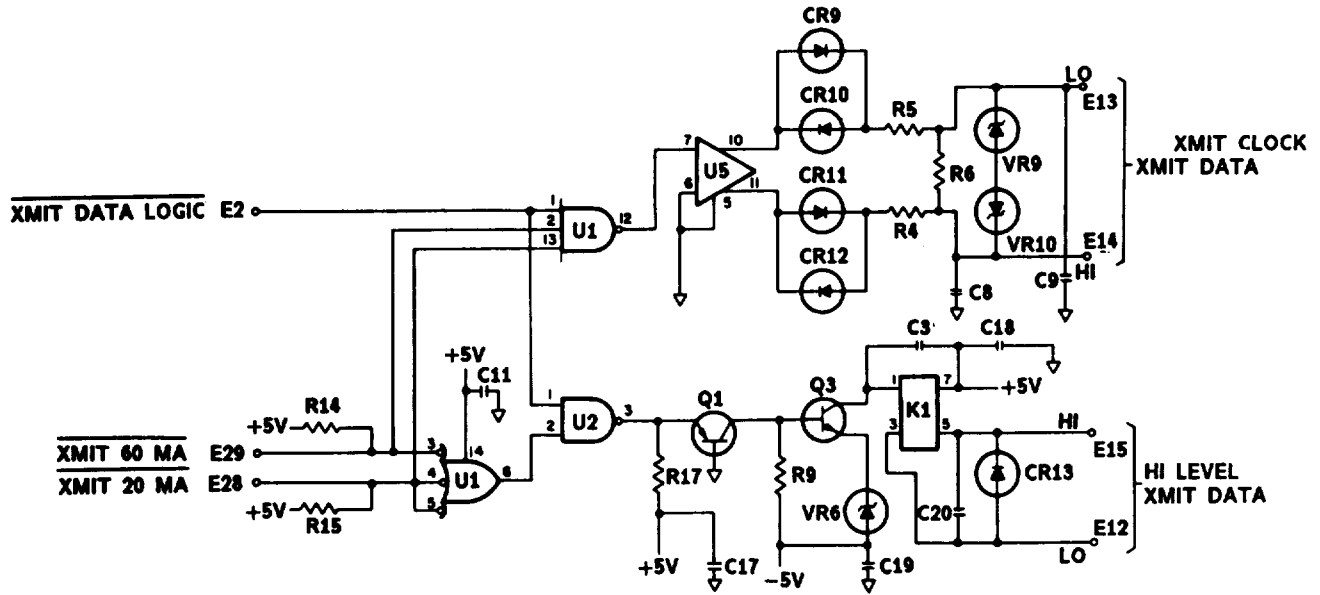 CR9
LO
E13
CR10
R5
7
10
U5
VR9
XMIT CLOCK
XMIT DATA
R6
CR11
11
6
5
XMIT DATA LOGIC E2
1
2
13
U1
12
R4
VR10
E14
HI
CR12
C8
C9
C3
C18
+5V
C11
Q3
1
7
+5V
R14
1
Q1
K1
+5V
U2
3
3
5
HI
E15
XMIT 60 MA E29
3
14
2
XMIT 20 MA E28
4
U1
6
R17
R9
CR13
HI LEVEL
XMIT DATA
5
+5V
R15
VR6
C20
E12
LO
+5V
C17
-5V
C19